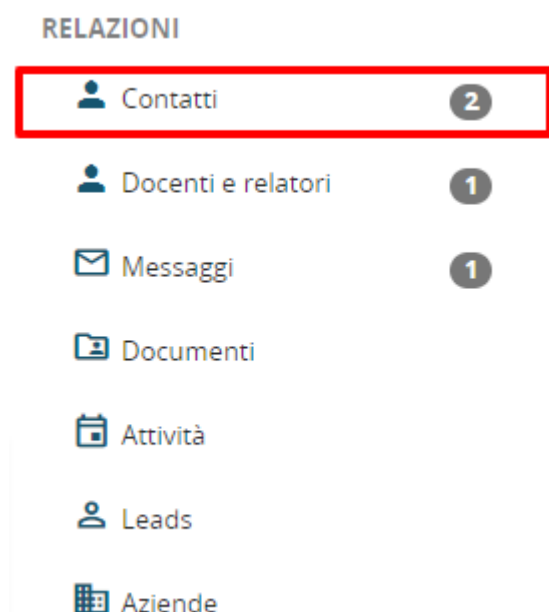 RELAZIONI
Contatti 2
Docenti e relatori 1
Messaggi 1
Documenti
Attività
Leads
Aziende